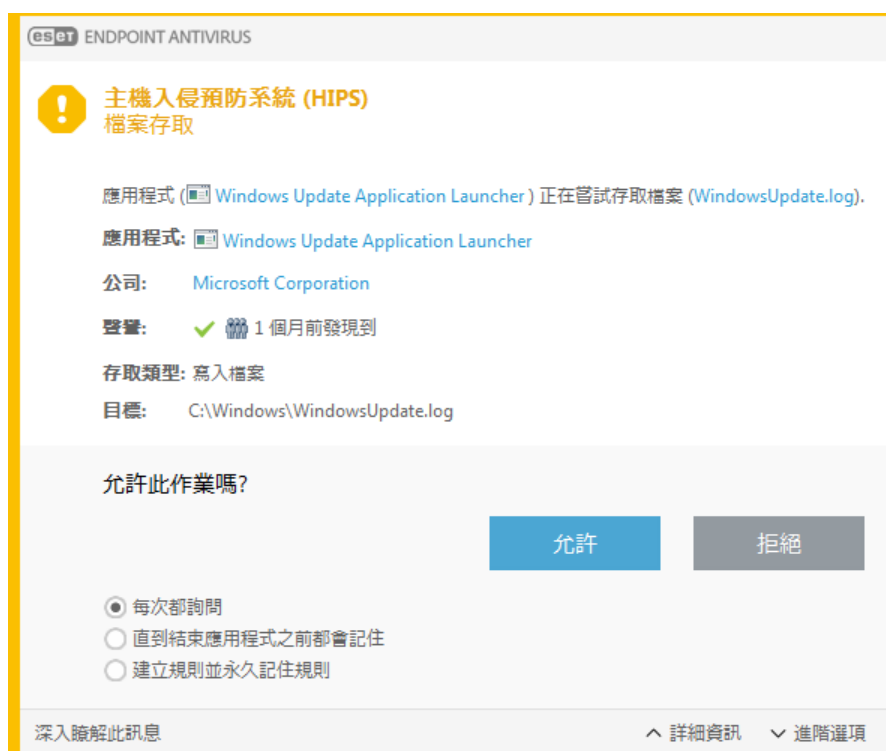 eseT ENDPOINT ANTIVIRUS
主機入侵預防系統 (HIPS)
檔案存取
應用程式 ( Windows Update Application Launcher ) 正在嘗試存取檔案 (WindowsUpdate.log).
應用程式: Windows Update Application Launcher
公司: Microsoft Corporation
聲譽: 1 個月前發現到
存取類型: 寫入檔案
目標: C:\Windows\WindowsUpdate.log
允許此作業嗎?
允許 拒絕
每次都詢問
直到結束應用程式之前都會記住
建立規則並永久記住規則
深入瞭解此訊息 詳細資訊 進階選項